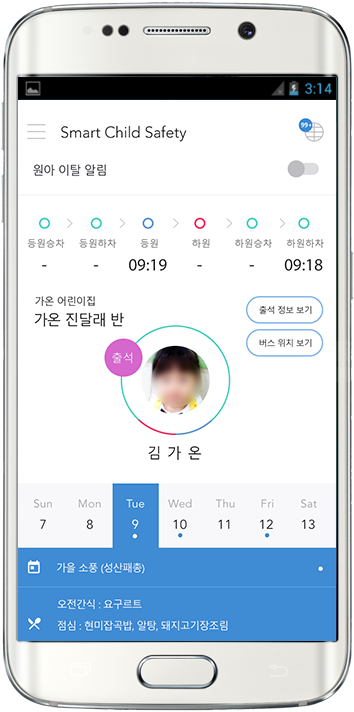 3:14
Smart Child Safety
99+
원아 이탈 알림
등원승차 등원하차 등원 하원 하원승차 하원하차
- - 09:19 - - 09:18
가온 어린이집
가온 진달래 반
출석 정보 보기
버스 위치 보기
출석
김 가 온
Sun Mon Tue Wed Thu Fri Sat
7 8 9 10 11 12 13
가을 소풍 (성산패총)
오전간식 : 요구르트
점심 : 현미잡곡밥, 알탕, 돼지고기장조림